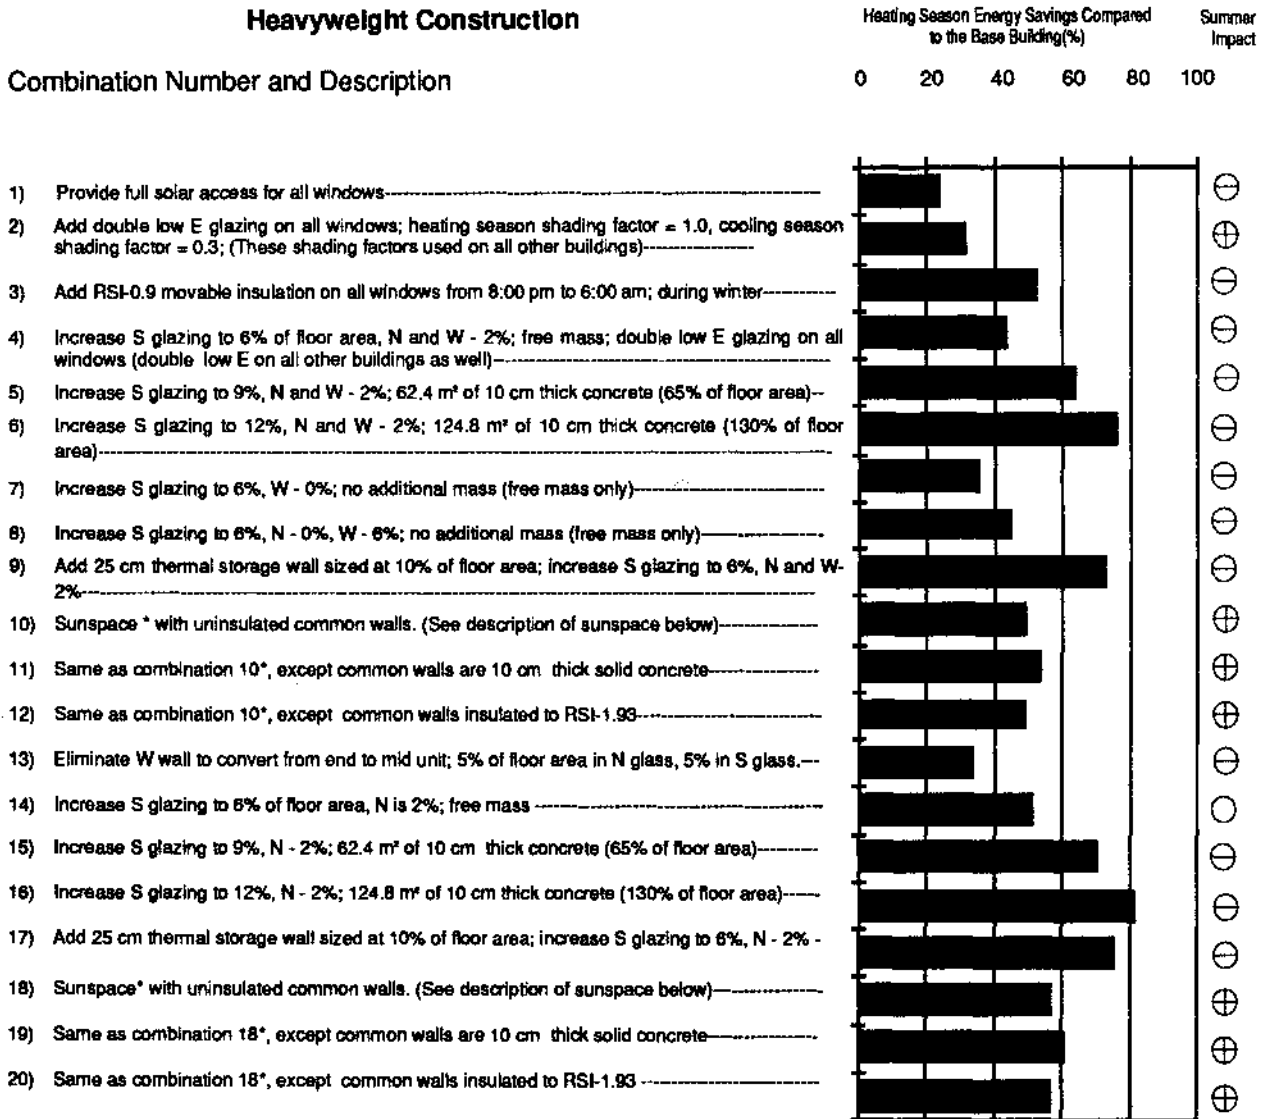 Heavyweight Construction
Heating Season Energy Savings Compared
to the Base Building(%)
Summer
Impact
Combination Number and Description
0 20 40 60 80 100
1) Provide full solar access for all windows
2) Add double low E glazing on all windows; heating season shading factor = 1.0, cooling season
shading factor = 0.3; (These shading factors used on all other buildings)
3) Add RSI-0.9 movable insulation on all windows from 8:00 pm to 6:00 am; during winter
4) Increase S glazing to 6% of floor area, N and W - 2%; free mass; double low E glazing on all
windows (double low E on all other buildings as well)
5) Increase S glazing to 9%, N and W - 2%; 62.4 m² of 10 cm thick concrete (65% of floor area)
6) Increase S glazing to 12%, N and W - 2%; 124.8 m² of 10 cm thick concrete (130% of floor
area)
7) Increase S glazing to 6%, W - 0%; no additional mass (free mass only)
8) Increase S glazing to 6%, N - 0%, W - 6%; no additional mass (free mass only)
9) Add 25 cm thermal storage wall sized at 10% of floor area; increase S glazing to 6%, N and W-
2%
10) Sunspace * with uninsulated common walls. (See description of sunspace below)
11) Same as combination 10*, except common walls are 10 cm thick solid concrete
12) Same as combination 10*, except common walls insulated to RSI-1.93
13) Eliminate W wall to convert from end to mid unit; 5% of floor area in N glass, 5% in S glass.
14) Increase S glazing to 6% of floor area, N is 2%; free mass
15) Increase S glazing to 9%, N - 2%; 62.4 m² of 10 cm thick concrete (65% of floor area)
16) Increase S glazing to 12%, N - 2%; 124.8 m² of 10 cm thick concrete (130% of floor area)
17) Add 25 cm thermal storage wall sized at 10% of floor area; increase S glazing to 6%, N - 2% -
18) Sunspace* with uninsulated common walls. (See description of sunspace below)
19) Same as combination 18*, except common walls are 10 cm thick solid concrete
20) Same as combination 18*, except common walls insulated to RSI-1.93